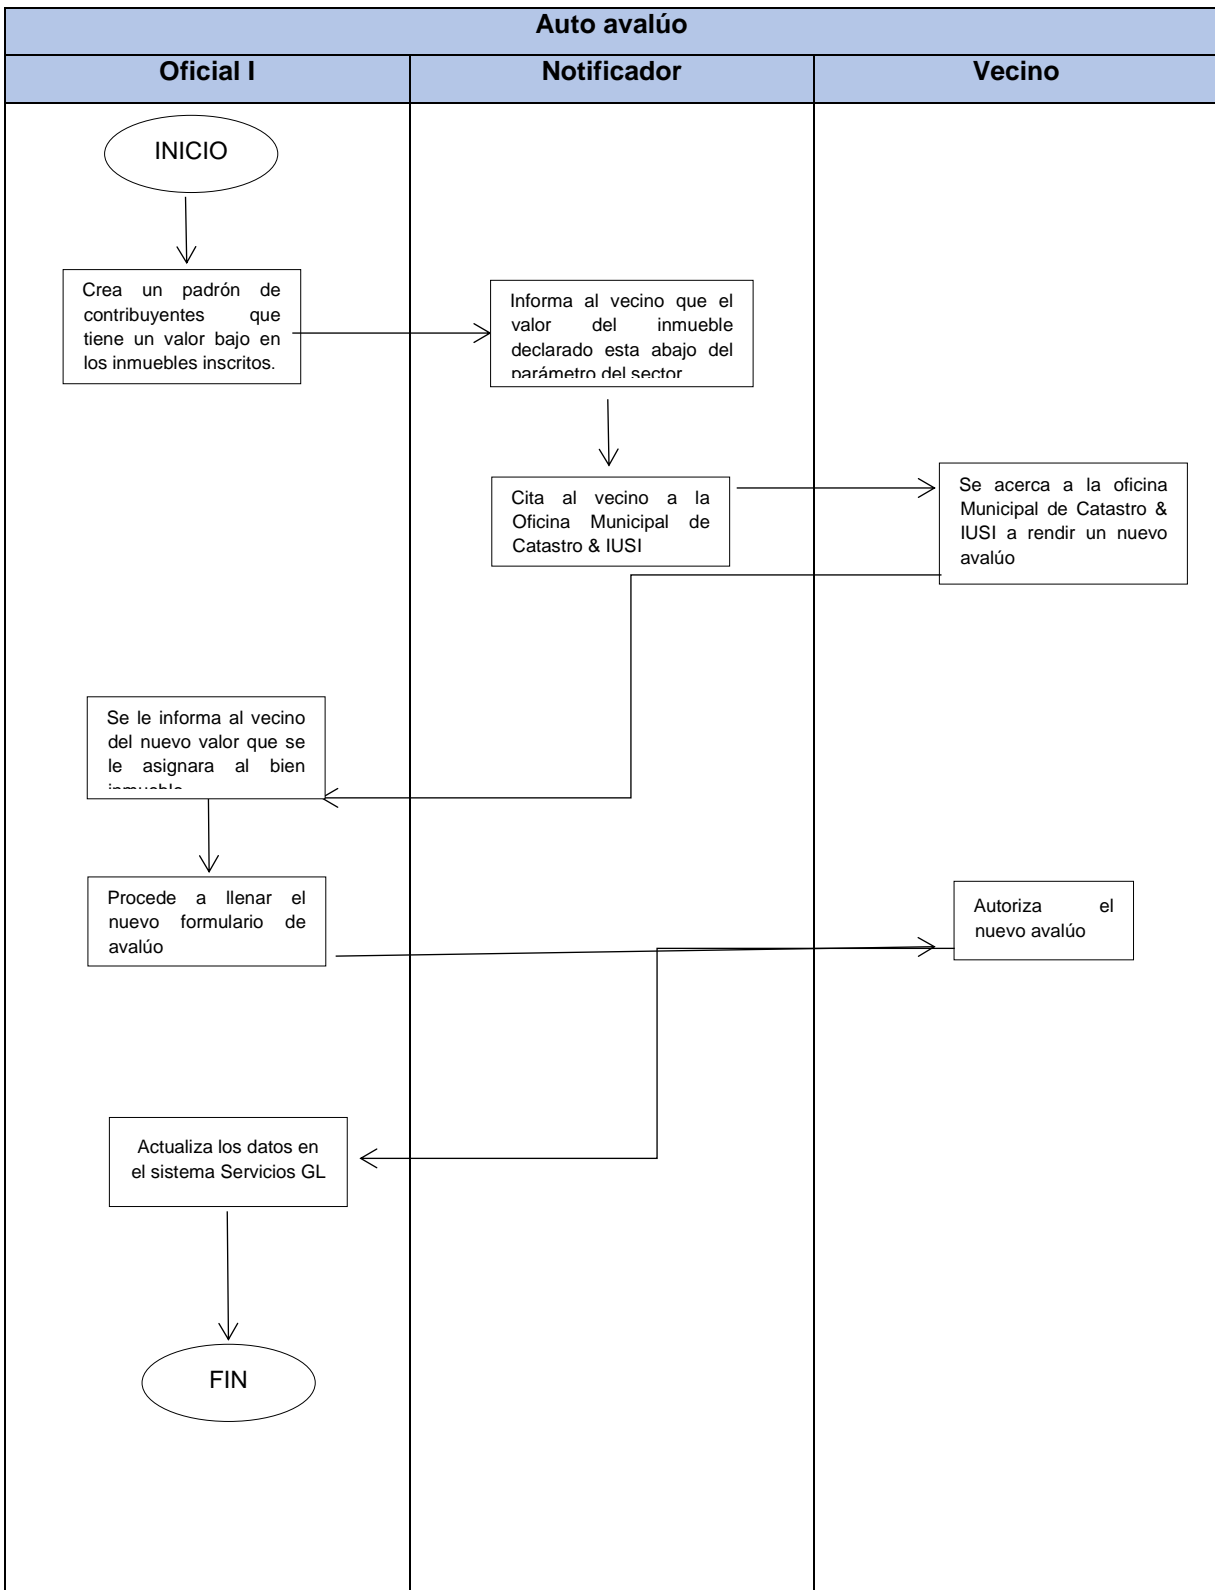 Auto avalúo
Oficial I
Notificador
Vecino
INICIO
Crea un padrón de
contribuyentes que
tiene un valor bajo en
los inmuebles inscritos.
Informa al vecino que el
valor del inmueble
declarado esta abajo del
parámetro del sector
Cita al vecino a la
Oficina Municipal de
Catastro & IUSI
Se acerca a la oficina
Municipal de Catastro &
IUSI a rendir un nuevo
avalúo
Se le informa al vecino
del nuevo valor que se
le asignara al bien
inmueble
Procede a llenar el
nuevo formulario de
avalúo
Autoriza el
nuevo avalúo
Actualiza los datos en
el sistema Servicios GL
FIN